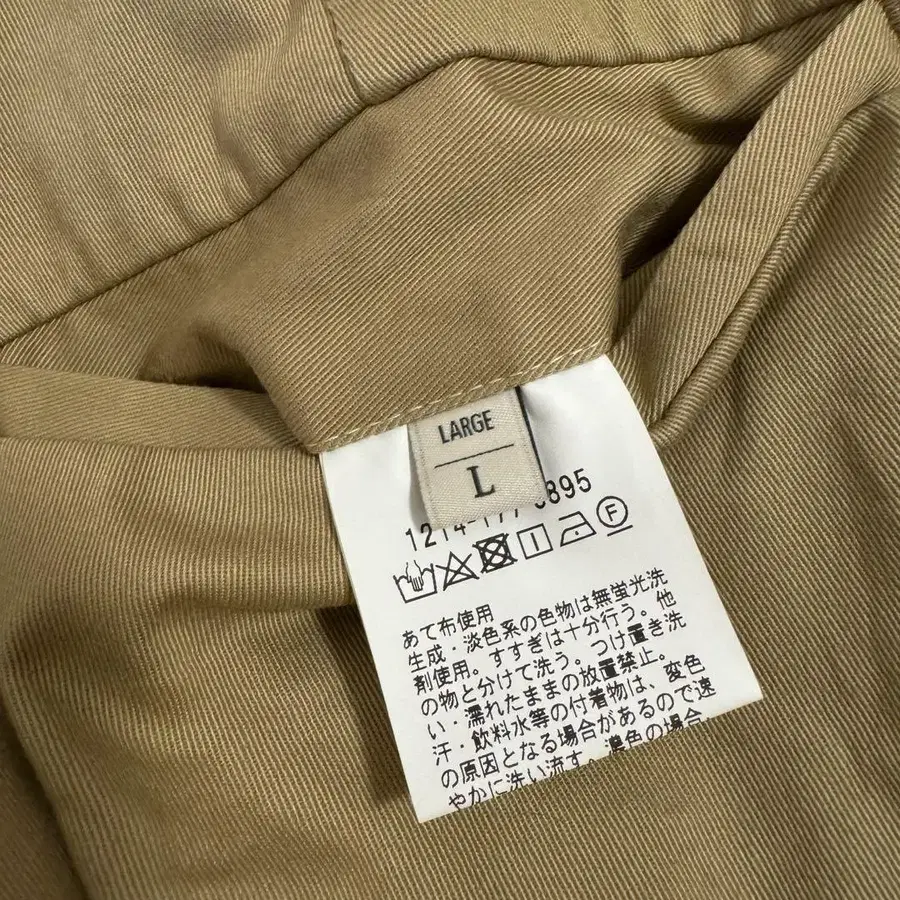 LARGE
L
あて布使用
生成・淡色系の色物は無蛍光洗
剤使用。すすぎは十分行う。他
の物と分けて洗う。つけ置き洗
い・濡れたままの放置禁止。
汗・飲料水等の付着物は、変色
の原因となる場合があるので速
やかに洗い流す。濃色の場合、